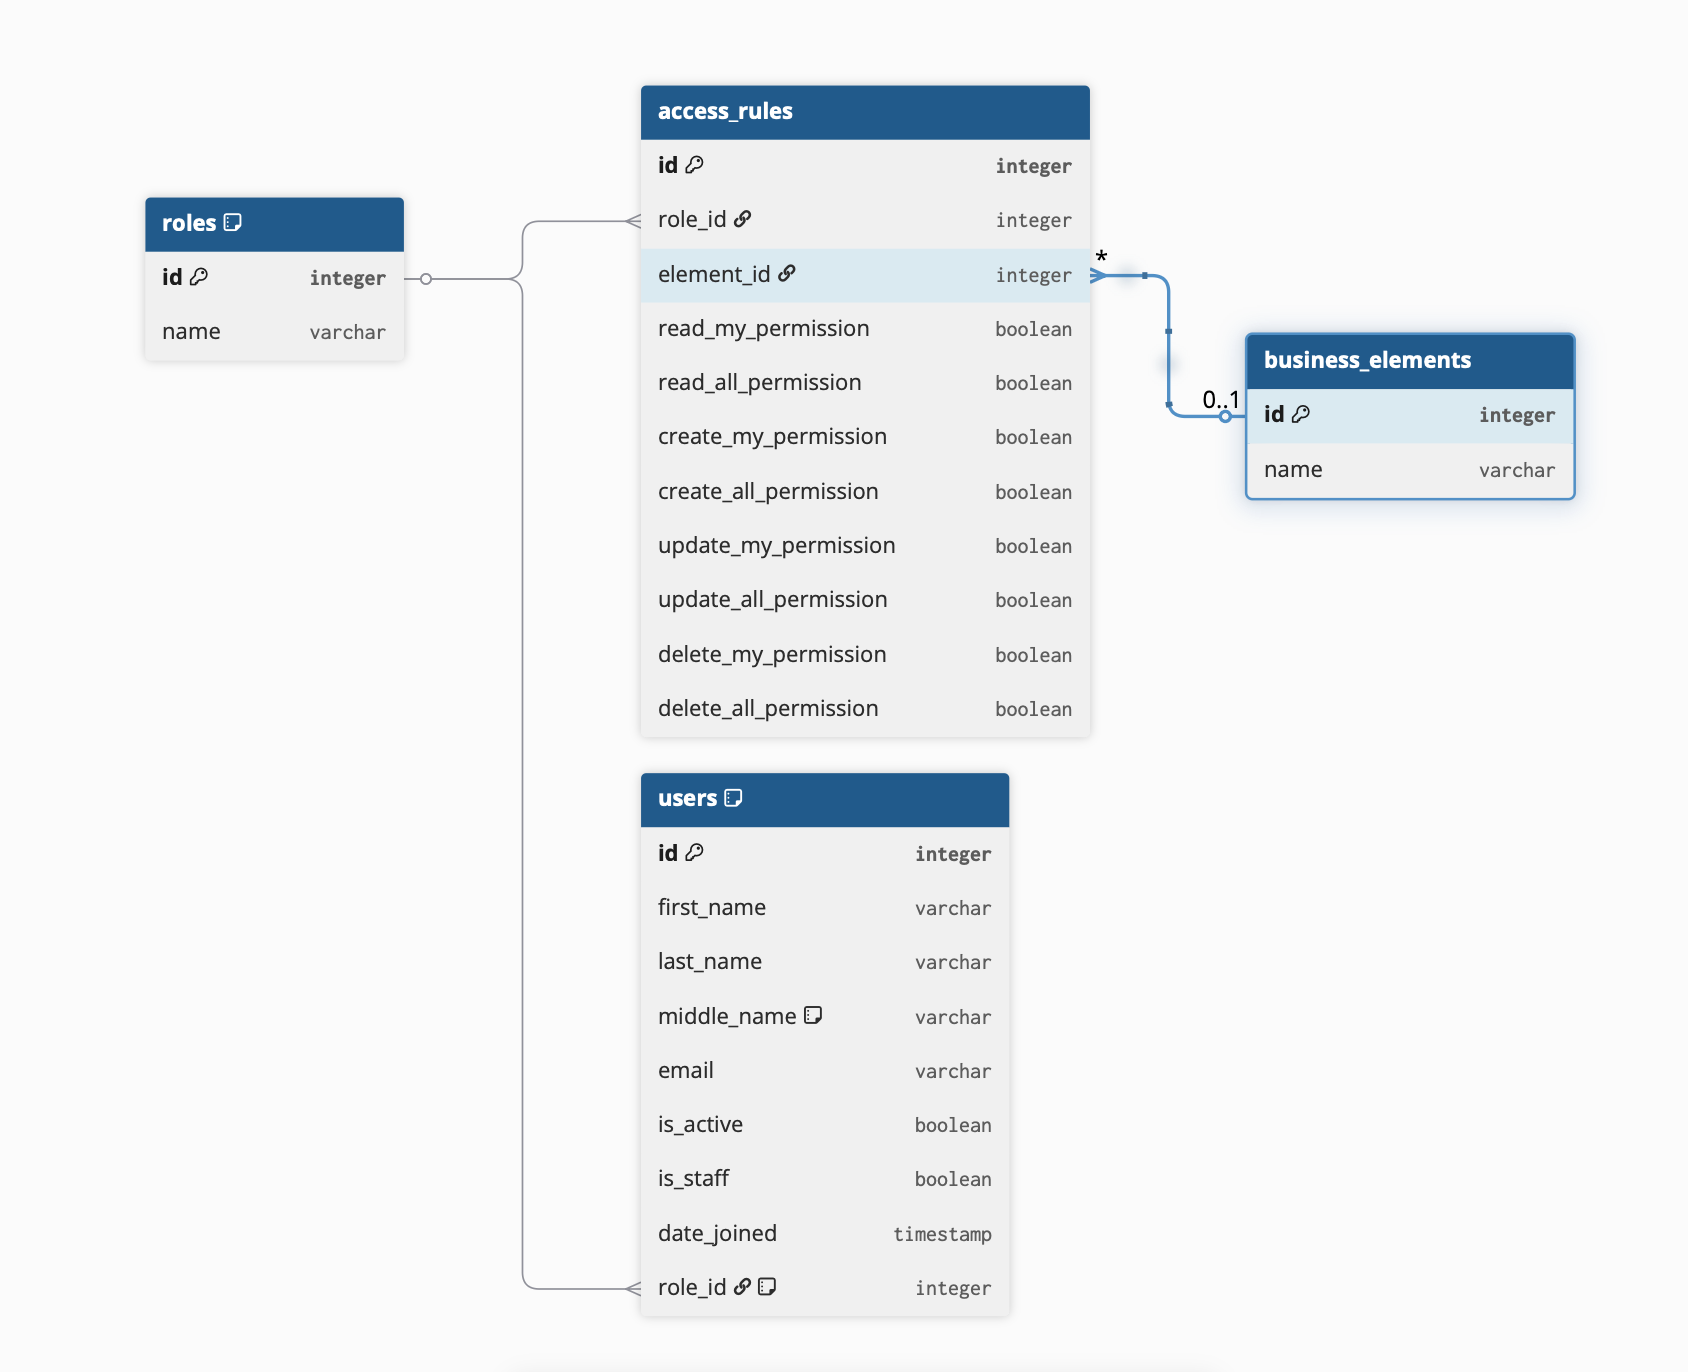 roles
id integer
name varchar
access_rules
id integer
role_id integer
element_id integer
read_my_permission boolean
read_all_permission boolean
create_my_permission boolean
create_all_permission boolean
update_my_permission boolean
update_all_permission boolean
delete_my_permission boolean
delete_all_permission boolean
*
0..1
business_elements
id integer
name varchar
users
id integer
first_name varchar
last_name varchar
middle_name varchar
email varchar
is_active boolean
is_staff boolean
date_joined timestamp
role_id integer